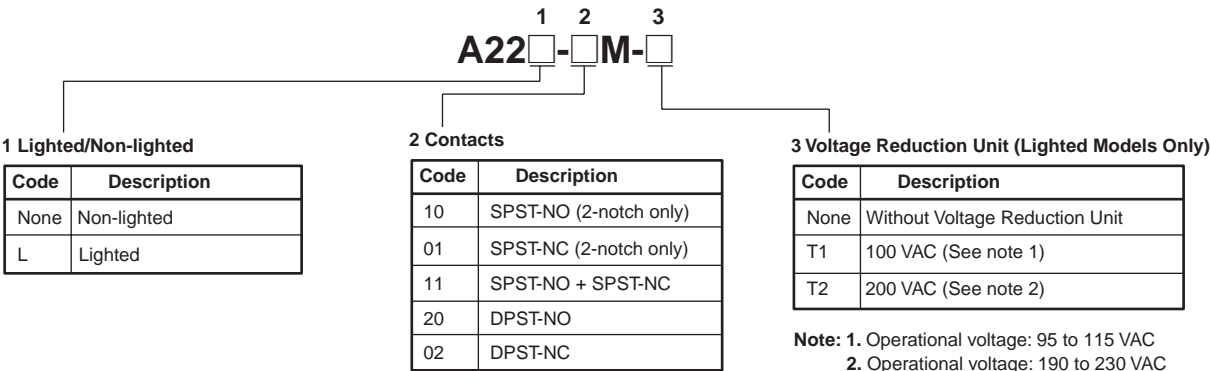 1 2 3
A22□-□M-□
1 Lighted/Non-lighted
Code Description
None Non-lighted
L Lighted
2 Contacts
Code Description
10 SPST-NO (2-notch only)
01 SPST-NC (2-notch only)
11 SPST-NO + SPST-NC
20 DPST-NO
02 DPST-NC
3 Voltage Reduction Unit (Lighted Models Only)
Code Description
None Without Voltage Reduction Unit
T1 100 VAC (See note 1)
T2 200 VAC (See note 2)
Note: 1. Operational voltage: 95 to 115 VAC
2. Operational voltage: 190 to 230 VAC